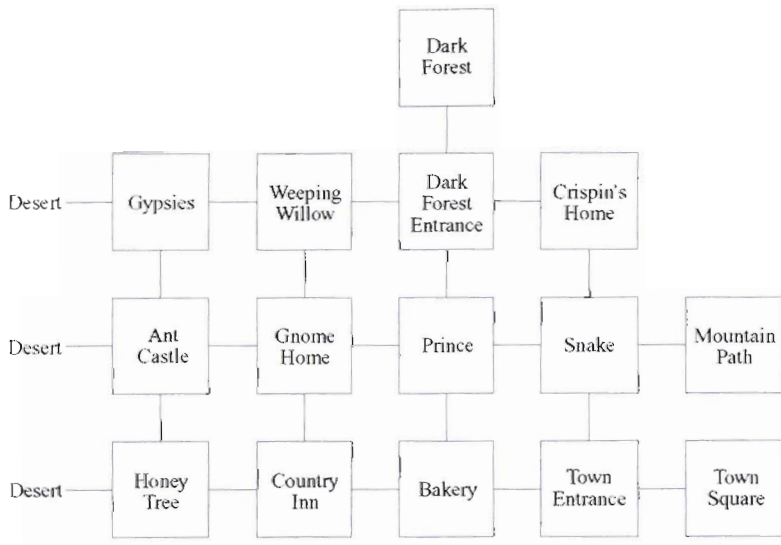 Dark
Forest
Desert
Gypsies
Weeping
Willow
Dark
Forest
Entrance
Crispin's
Home
Desert
Ant
Castle
Gnome
Home
Prince
Snake
Mountain
Path
Desert
Honey
Tree
Country
Inn
Bakery
Town
Entrance
Town
Square